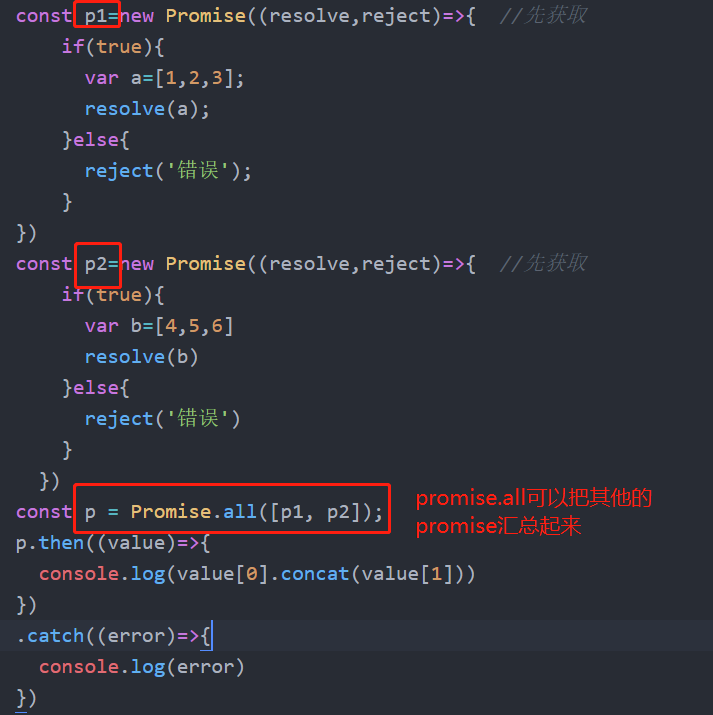 const p1=new Promise((resolve,reject)=>{  //先获取
    if(true){
      var a=[1,2,3];
      resolve(a);
    }else{
      reject('错误');
    }
})
const p2=new Promise((resolve,reject)=>{  //先获取
    if(true){
      var b=[4,5,6]
      resolve(b)
    }else{
      reject('错误')
    }
  })
const p = Promise.all([p1, p2]);
promise.all可以把其他的
promise汇总起来
p.then((value)=>{
  console.log(value[0].concat(value[1]))
})
.catch((error)=>{
  console.log(error)
})